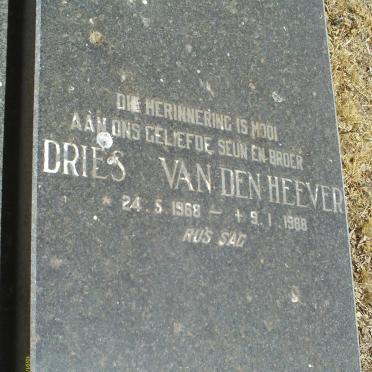 DIE HERINNERING IS MOOI
AAN ONS GELIEFDE SEUN EN BROER
DRIES VAN DEN HEEVER
* 24.5.1968 — + 9.1.1988
RUS SAG